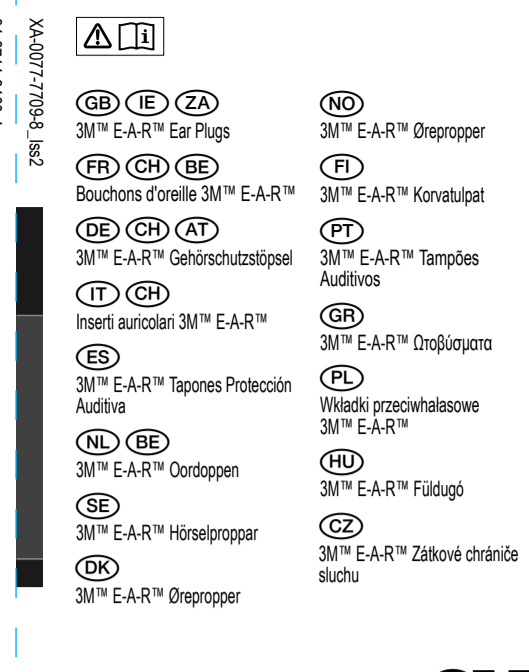 XA-0077-7709-8_Iss2
GB IE ZA
3M™ E-A-R™ Ear Plugs
FR CH BE
Bouchons d'oreille 3M™ E-A-R™
DE CH AT
3M™ E-A-R™ Gehörschutzstöpsel
IT CH
Inserti auricolari 3M™ E-A-R™
ES
3M™ E-A-R™ Tapones Protección
Auditiva
NL BE
3M™ E-A-R™ Oordoppen
SE
3M™ E-A-R™ Hörselproppar
DK
3M™ E-A-R™ Ørepropper
NO
3M™ E-A-R™ Ørepropper
FI
3M™ E-A-R™ Korvatulpat
PT
3M™ E-A-R™ Tampões
Auditivos
GR
3M™ E-A-R™ Ωτοβύσματα
PL
Wkładki przeciwhałasowe
3M™ E-A-R™
HU
3M™ E-A-R™ Füldugó
CZ
3M™ E-A-R™ Zátkové chrániče
sluchu